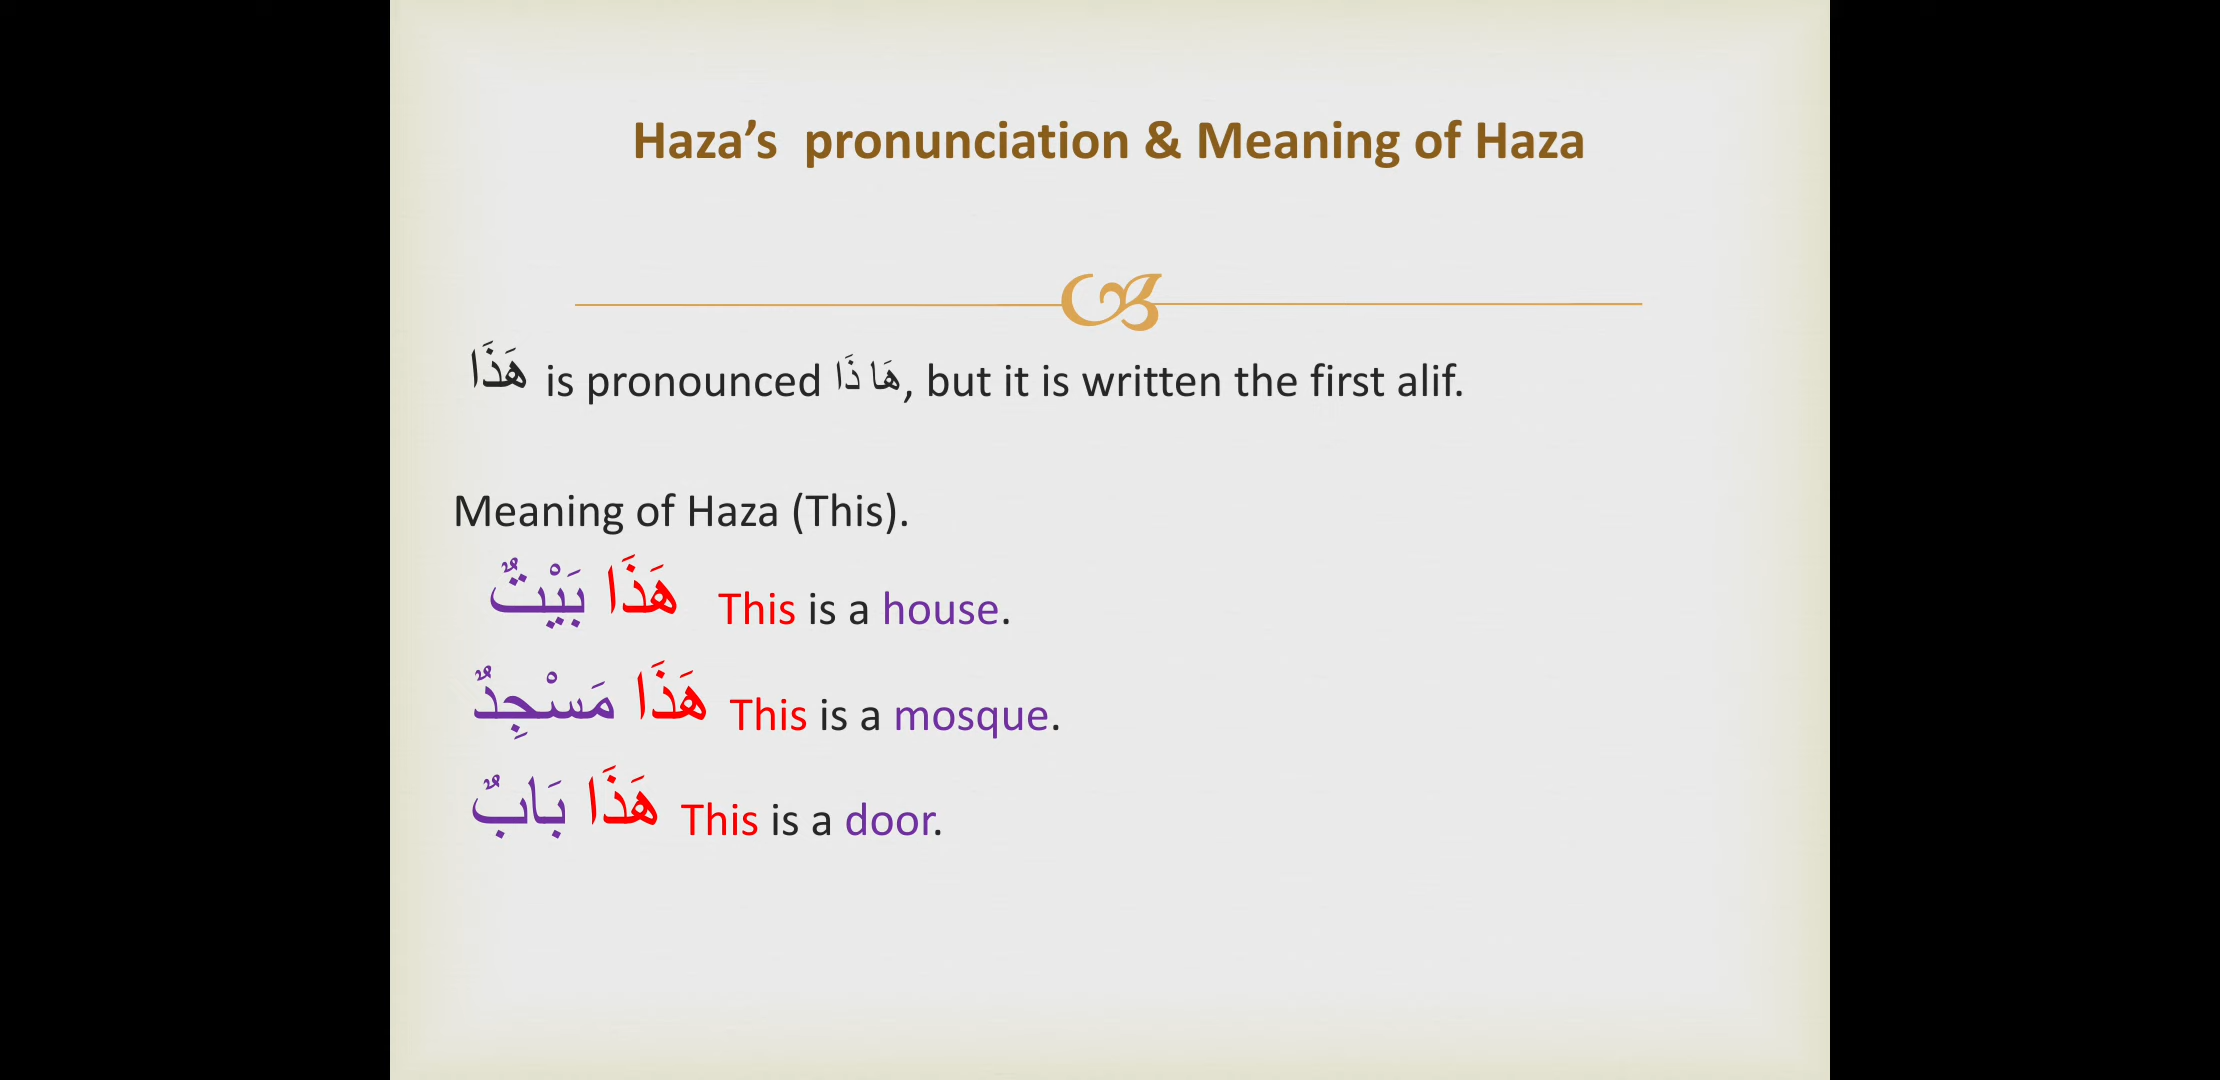 Haza’s pronunciation & Meaning of Haza
هَذَا is pronounced هَا ذَا, but it is written the first alif.
Meaning of Haza (This).
هَذَا بَيْتٌ This is a house.
هَذَا مَسْجِدٌ This is a mosque.
هَذَا بَابٌ This is a door.